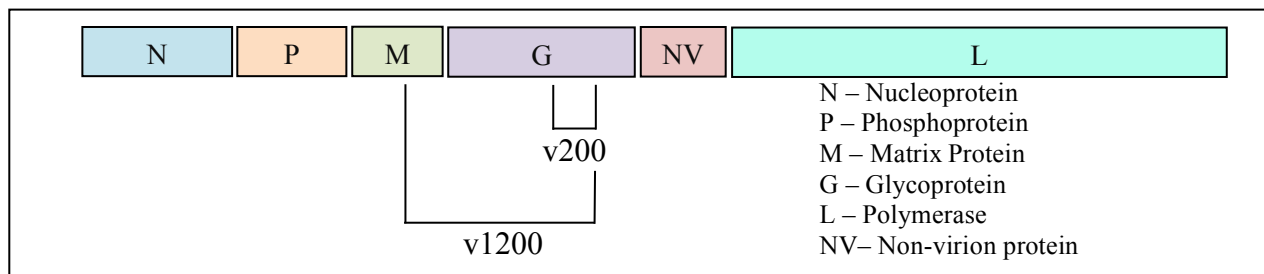 N P M G NV L
v200
v1200
N – Nucleoprotein
P – Phosphoprotein
M – Matrix Protein
G – Glycoprotein
L – Polymerase
NV– Non-virion protein